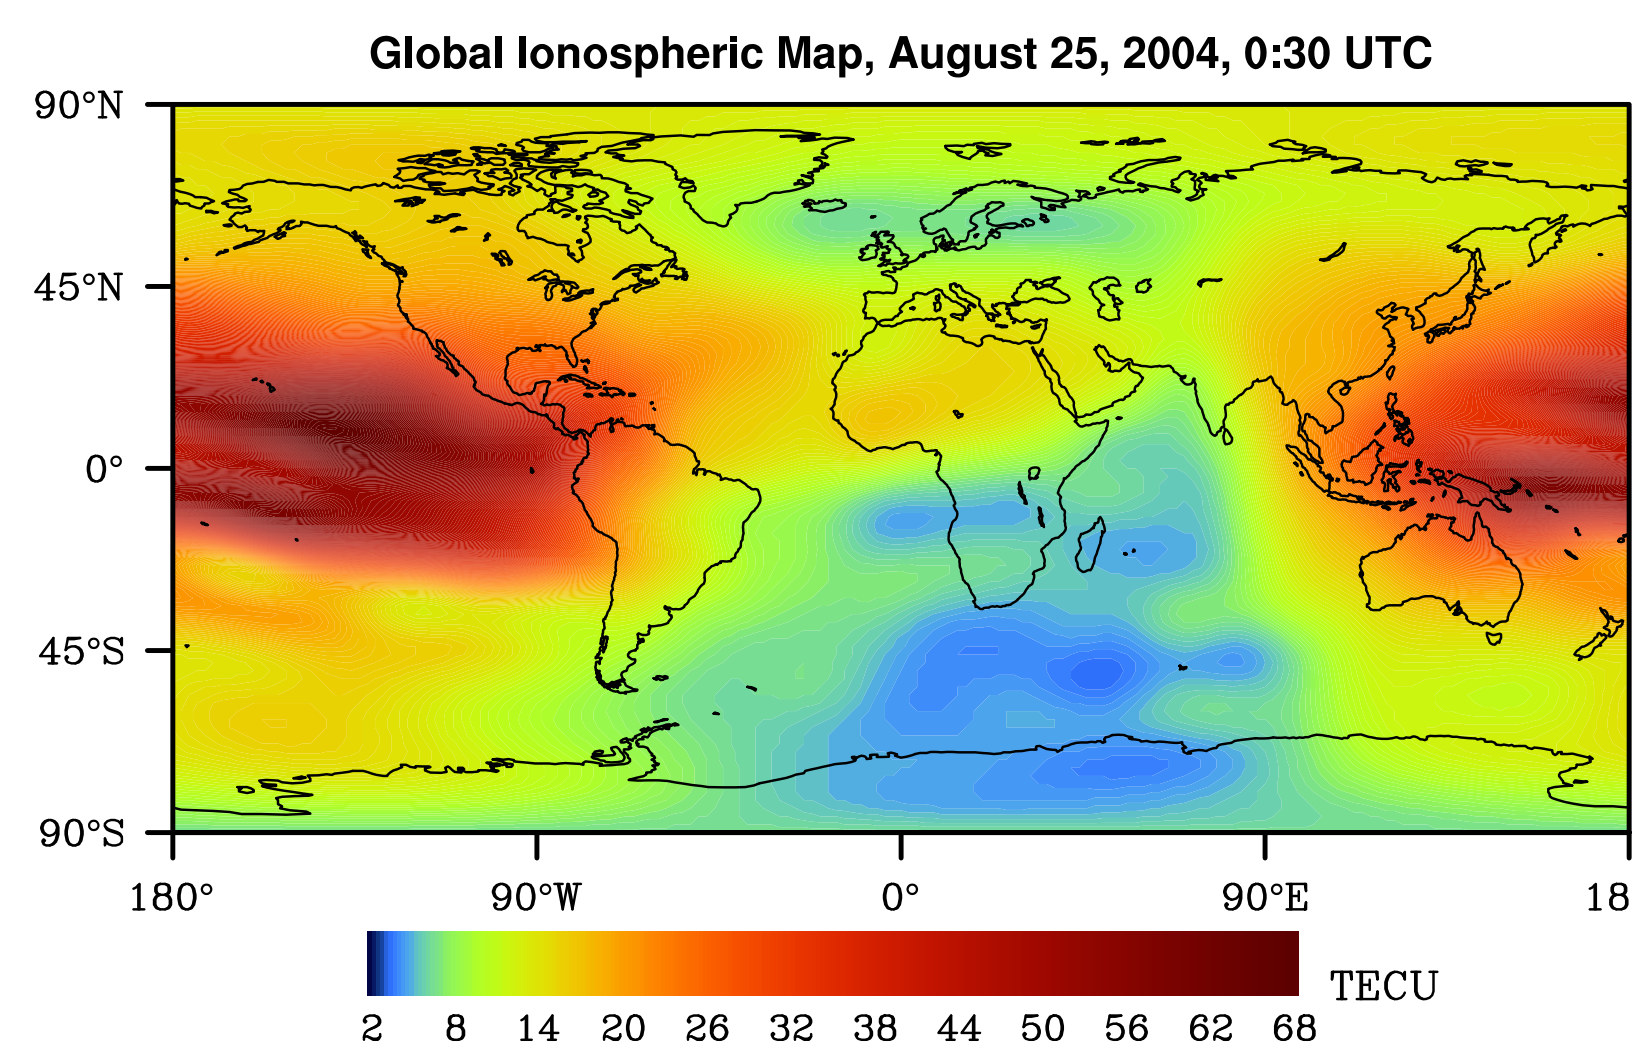 Global Ionospheric Map, August 25, 2004, 0:30 UTC
90°N
45°N
0°
45°S
90°S
180° 90°W 0° 90°E 18
TECU
2 8 14 20 26 32 38 44 50 56 62 68